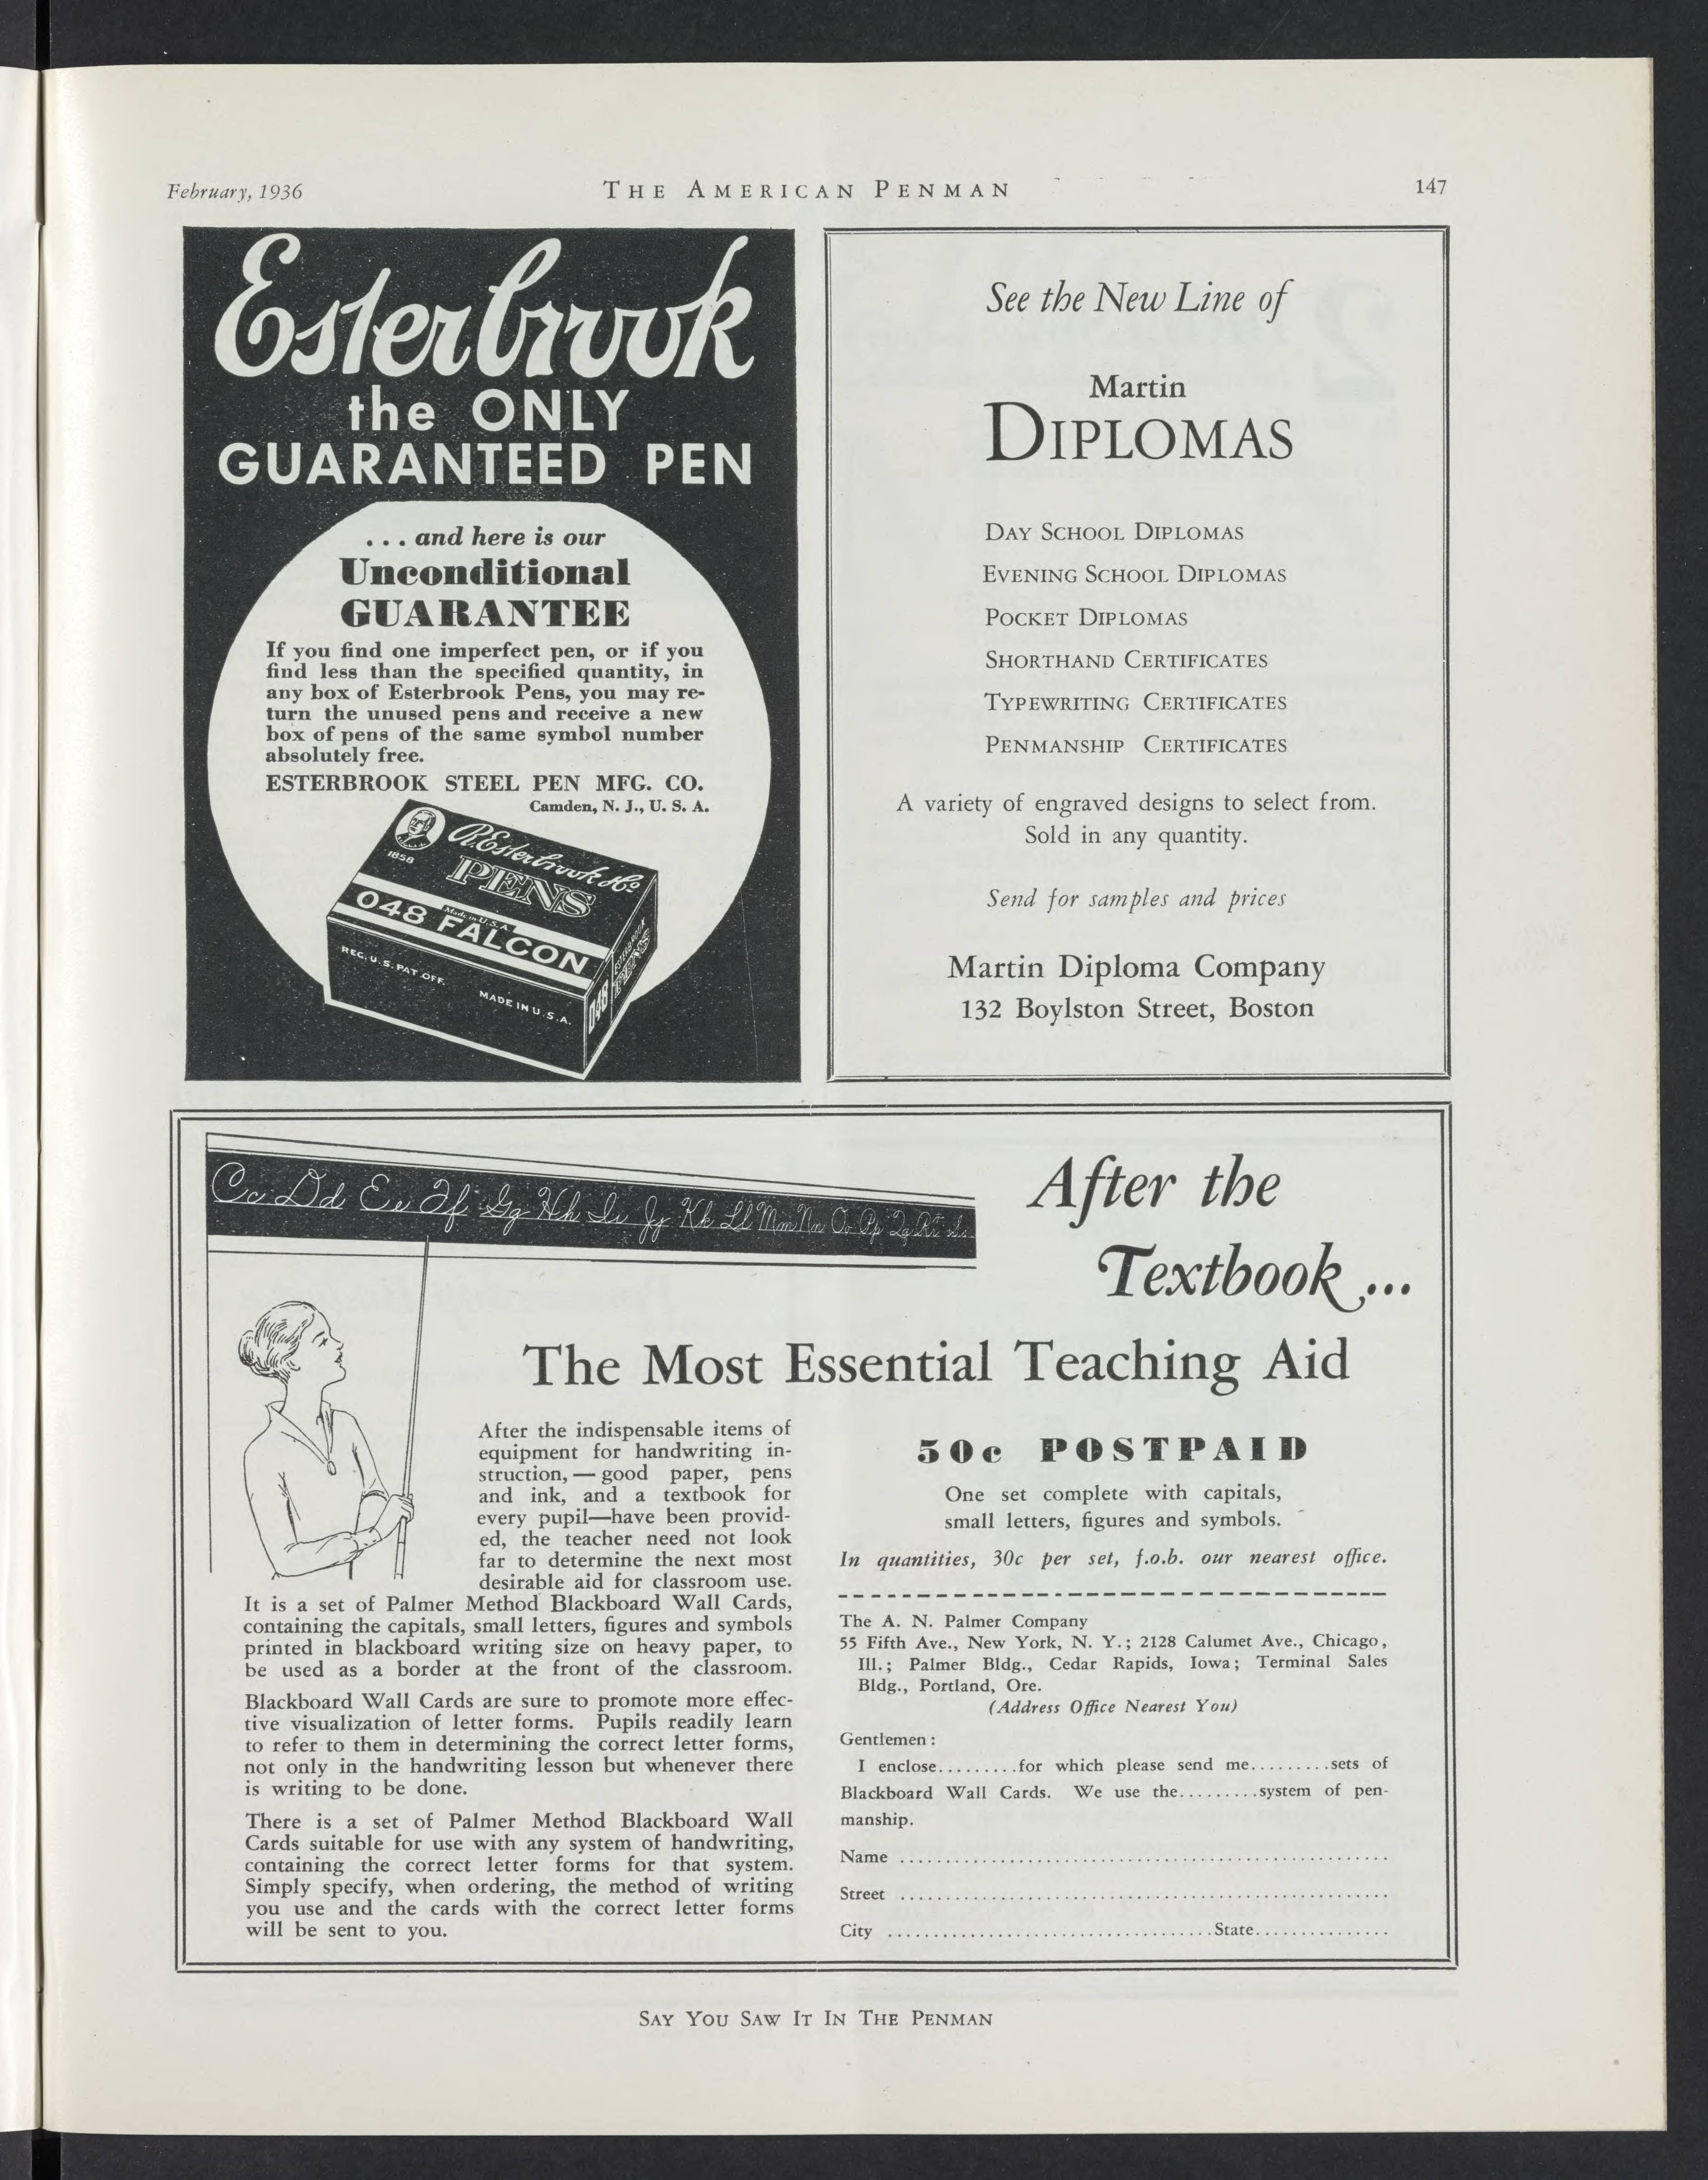 February, 1936
THE AMERICAN PENMAN
147
Esterbrook
the ONLY
GUARANTEED PEN
... and here is our
Unconditional
GUARANTEE
If you find one imperfect pen, or if you
find less than the specified quantity, in
any box of Esterbrook Pens, you may re-
turn the unused pens and receive a new
box of pens of the same symbol number
absolutely free.
ESTERBROOK STEEL PEN MFG. CO.
Camden, N. J., U. S. A.
1858
R. Esterbrook & Co
PENS
Made in U.S.A.
048 FALCON
REG. U. S. PAT. OFF.
MADE IN U.S.A.
048
ESTERBROOK
PENS
See the New Line of
Martin
DIPLOMAS
DAY SCHOOL DIPLOMAS
EVENING SCHOOL DIPLOMAS
POCKET DIPLOMAS
SHORTHAND CERTIFICATES
TYPEWRITING CERTIFICATES
PENMANSHIP CERTIFICATES
A variety of engraved designs to select from.
Sold in any quantity.
Send for samples and prices
Martin Diploma Company
132 Boylston Street, Boston
Cc Dd Ee Ff Gg Hh Ii Jj Kk Ll Mm Nn Oo Pp Qq Rr Ss
After the
Textbook...
The Most Essential Teaching Aid
After the indispensable items of
equipment for handwriting in-
struction, — good paper, pens
and ink, and a textbook for
every pupil—have been provid-
ed, the teacher need not look
far to determine the next most
desirable aid for classroom use.
It is a set of Palmer Method Blackboard Wall Cards,
containing the capitals, small letters, figures and symbols
printed in blackboard writing size on heavy paper, to
be used as a border at the front of the classroom.
Blackboard Wall Cards are sure to promote more effec-
tive visualization of letter forms. Pupils readily learn
to refer to them in determining the correct letter forms,
not only in the handwriting lesson but whenever there
is writing to be done.
There is a set of Palmer Method Blackboard Wall
Cards suitable for use with any system of handwriting,
containing the correct letter forms for that system.
Simply specify, when ordering, the method of writing
you use and the cards with the correct letter forms
will be sent to you.
50c POSTPAID
One set complete with capitals,
small letters, figures and symbols.
In quantities, 30c per set, f.o.b. our nearest office.
The A. N. Palmer Company
55 Fifth Ave., New York, N. Y.; 2128 Calumet Ave., Chicago,
Ill.; Palmer Bldg., Cedar Rapids, Iowa; Terminal Sales
Bldg., Portland, Ore.
(Address Office Nearest You)
Gentlemen:
I enclose.........for which please send me.........sets of
Blackboard Wall Cards. We use the.........system of pen-
manship.
Name ......................................................
Street ......................................................
City ....................................State...............
SAY YOU SAW IT IN THE PENMAN